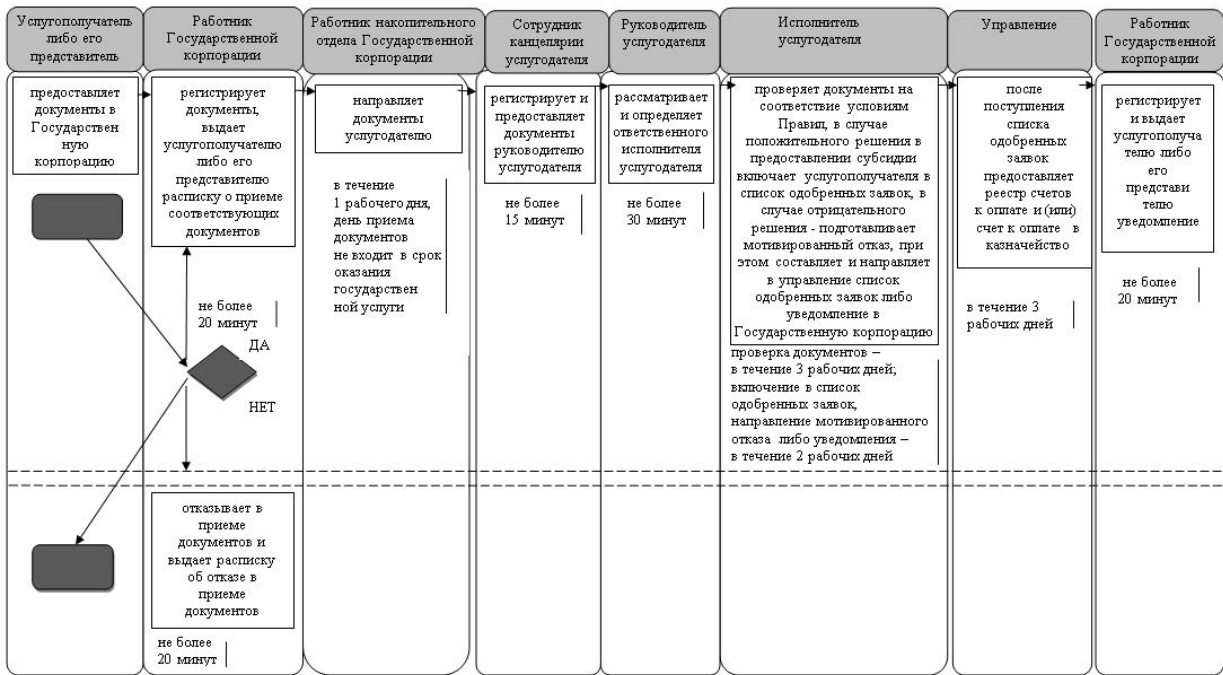 Услугополучатель
либо его
представитель
Работник
Государственной
корпорации
Работник накопительного
отдела Государственной
корпорации
Сотрудник
канцелярии
услугодателя
Руководитель
услугодателя
Исполнитель
услугодателя
Управление
Работник
Государственной
корпорации
предоставляет
документы в
Государствен
ную
корпорацию
регистрирует
документы,
выдает
услугополучателю
либо его
представителю
расписку о приеме
соответствующих
документов
не более
20 минут
ДА
НЕТ
отказывает в
приеме
документов и
выдает расписку
об отказе в
приеме
документов
не более
20 минут
направляет
документы
услугодателю
в течение
1 рабочего дня,
день приема
документов
не входит в срок
оказания
государствен
ной услуги
регистрирует и
предоставляет
документы
руководителю
услугодателя
не более
15 минут
рассматривает
и определяет
ответственного
исполнителя
услугодателя
не более
30 минут
проверяет документы на
соответствие условиям
Правил, в случае
положительного решения в
предоставлении субсидии
включает услугополучателя в
список одобренных заявок, в
случае отрицательного
решения - подготавливает
мотивированный отказ, при
этом составляет и направляет
в управление список
одобренных заявок либо
уведомление в
Государственную корпорацию
проверка документов –
в течение 3 рабочих дней;
включение в список
одобренных заявок,
направление мотивированного
отказа либо уведомления –
в течение 2 рабочих дней
после
поступления
списка
одобренных
заявок
предоставляет
реестр счетов
к оплате и (или)
счет к оплате в
казначейство
в течение 3
рабочих дней
регистрирует
и выдает
услугополуча
телю либо
его
представи
телю
уведомление
не более
20 минут